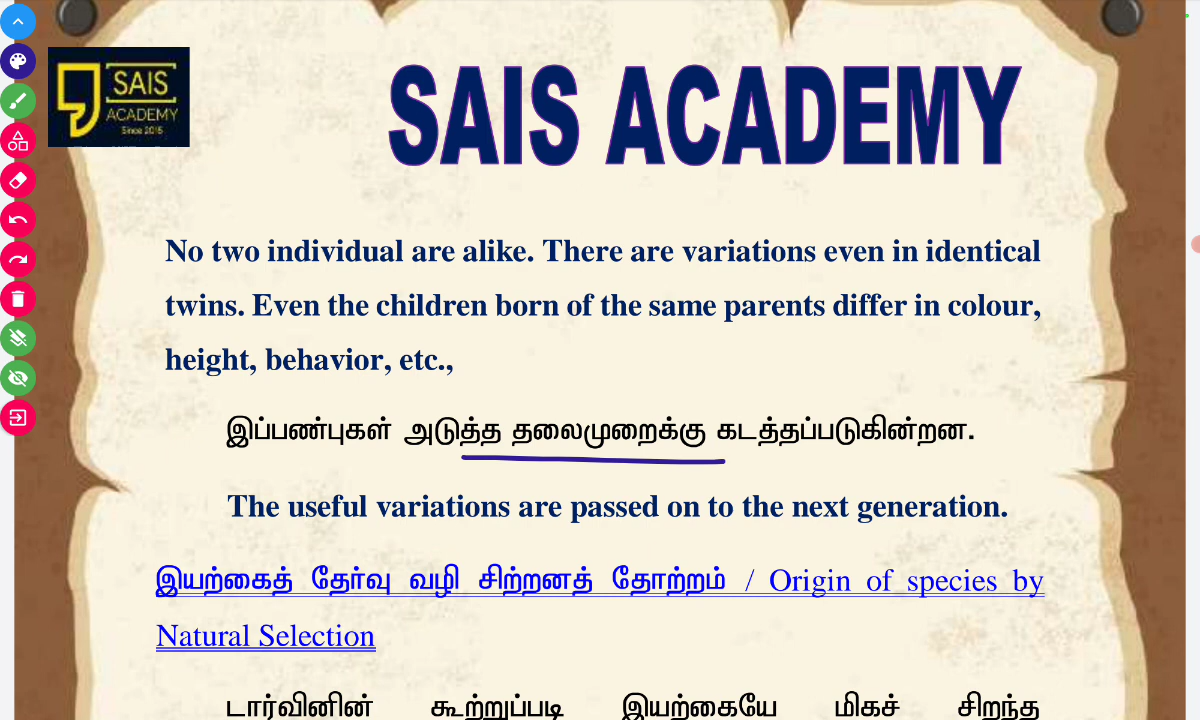 SAIS
ACADEMY
Since 2015
SAIS ACADEMY
No two individual are alike. There are variations even in identical
twins. Even the children born of the same parents differ in colour,
height, behavior, etc.,
இப்பண்புகள் அடுத்த தலைமுறைக்கு கடத்தப்படுகின்றன.
The useful variations are passed on to the next generation.
இயற்கைத் தேர்வு வழி சிற்றனத் தோற்றம் / Origin of species by
Natural Selection
டார்வினின் கூற்றுப்படி இயற்கையே மிகச் சிறந்த